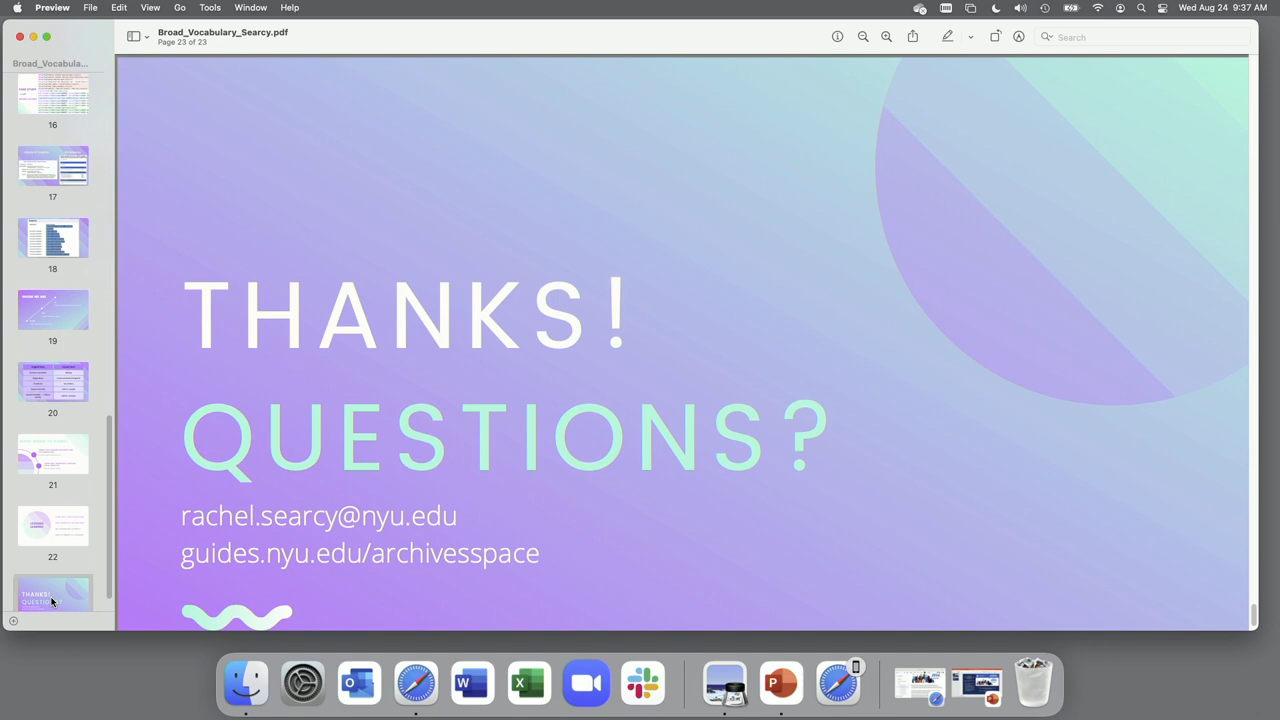 Preview File Edit View Go Tools Window Help
Wed Aug 24 9:37 AM
Broad_Vocabulary_Searcy.pdf
Page 23 of 23
Search
Broad_Vocabula...
16
17
18
19
20
21
22
THANKS!
QUESTIONS?
THANKS!
QUESTIONS?
rachel.searcy@nyu.edu
guides.nyu.edu/archivesspace